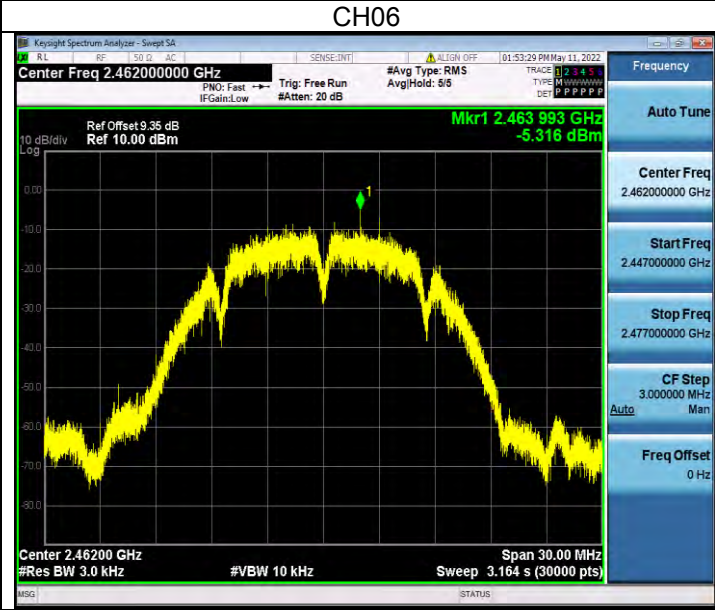 CH06
Keysight Spectrum Analyzer - Swept SA
RL RF 50 Ω AC SENSE:INT ALIGN OFF 01:53:29 PM May 11, 2022
Center Freq 2.462000000 GHz
PNO: Fast
IFGain:Low
Trig: Free Run
#Atten: 20 dB
#Avg Type: RMS
Avg|Hold: 5/5
TRACE 1 2 3 4 5 6
TYPE M W W W W W
DET P P P P P P
Ref Offset 9.35 dB
10 dB/div Ref 10.00 dBm
Log
Mkr1 2.463 993 GHz
-5.316 dBm
1
0.00
-10.0
-20.0
-30.0
-40.0
-50.0
-60.0
-70.0
-80.0
Center 2.46200 GHz
Span 30.00 MHz
#Res BW 3.0 kHz
#VBW 10 kHz
Sweep 3.164 s (30000 pts)
MSG
STATUS
Frequency
Auto Tune
Center Freq
2.462000000 GHz
Start Freq
2.447000000 GHz
Stop Freq
2.477000000 GHz
CF Step
3.000000 MHz
Auto Man
Freq Offset
0 Hz